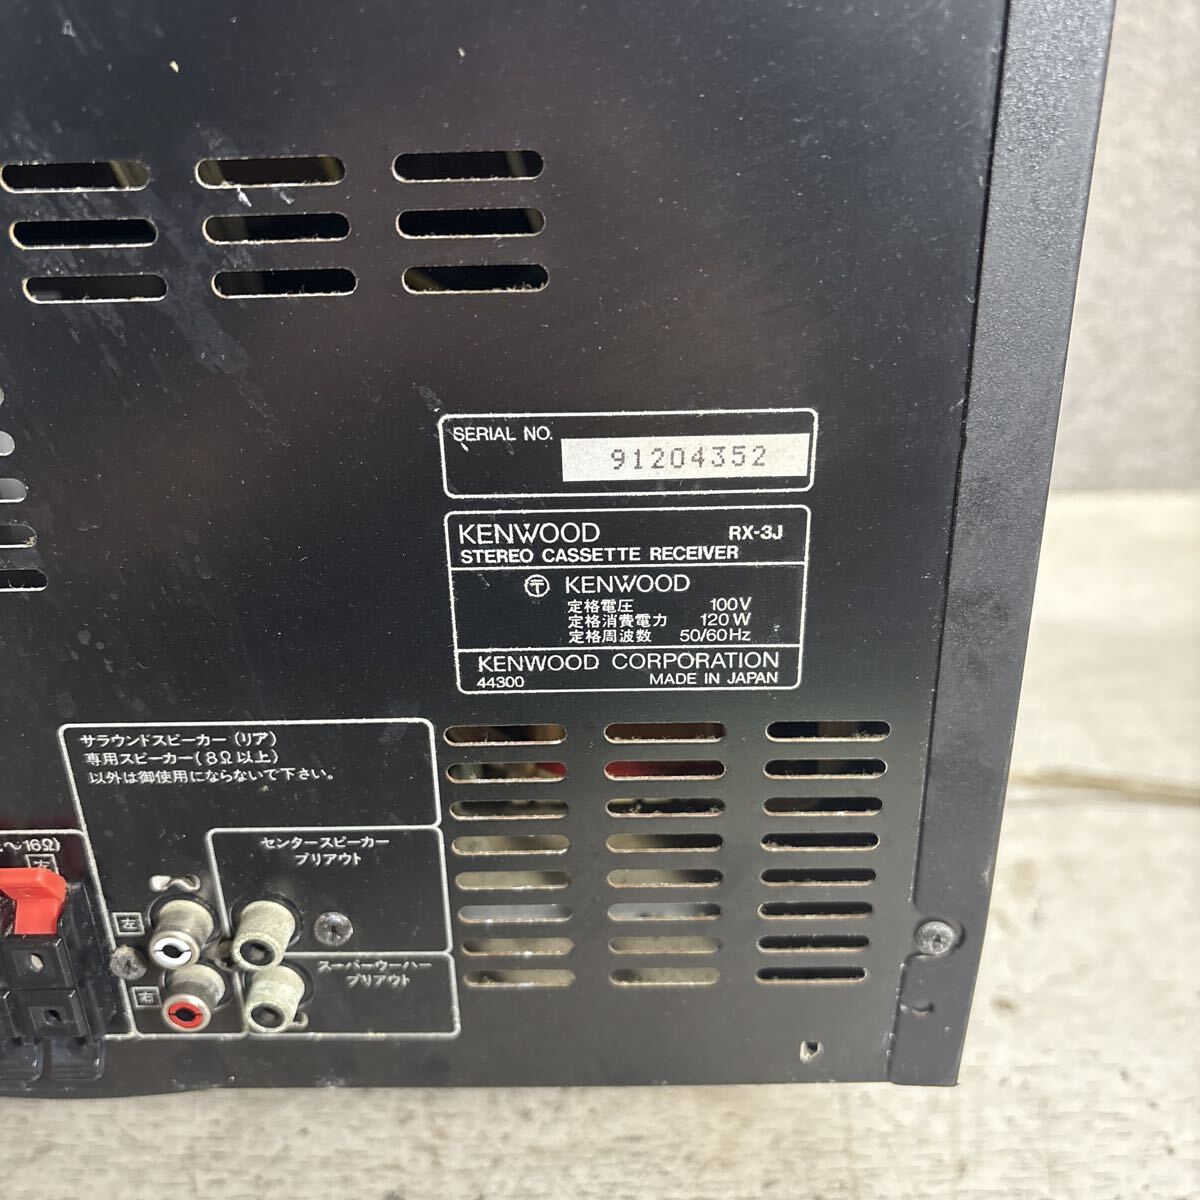 SERIAL NO.
91204352
KENWOOD RX-3J
STEREO CASSETTE RECEIVER
〒 KENWOOD
定格電圧 100V
定格消費電力 120W
定格周波数 50/60Hz
KENWOOD CORPORATION
44300 MADE IN JAPAN
サラウンドスピーカー(リア)
専用スピーカー(8Ω以上)
以外は御使用にならないで下さい。
〜16Ω)
右
センタースピーカー
プリアウト
左
スーパーウーハー
プリアウト
右